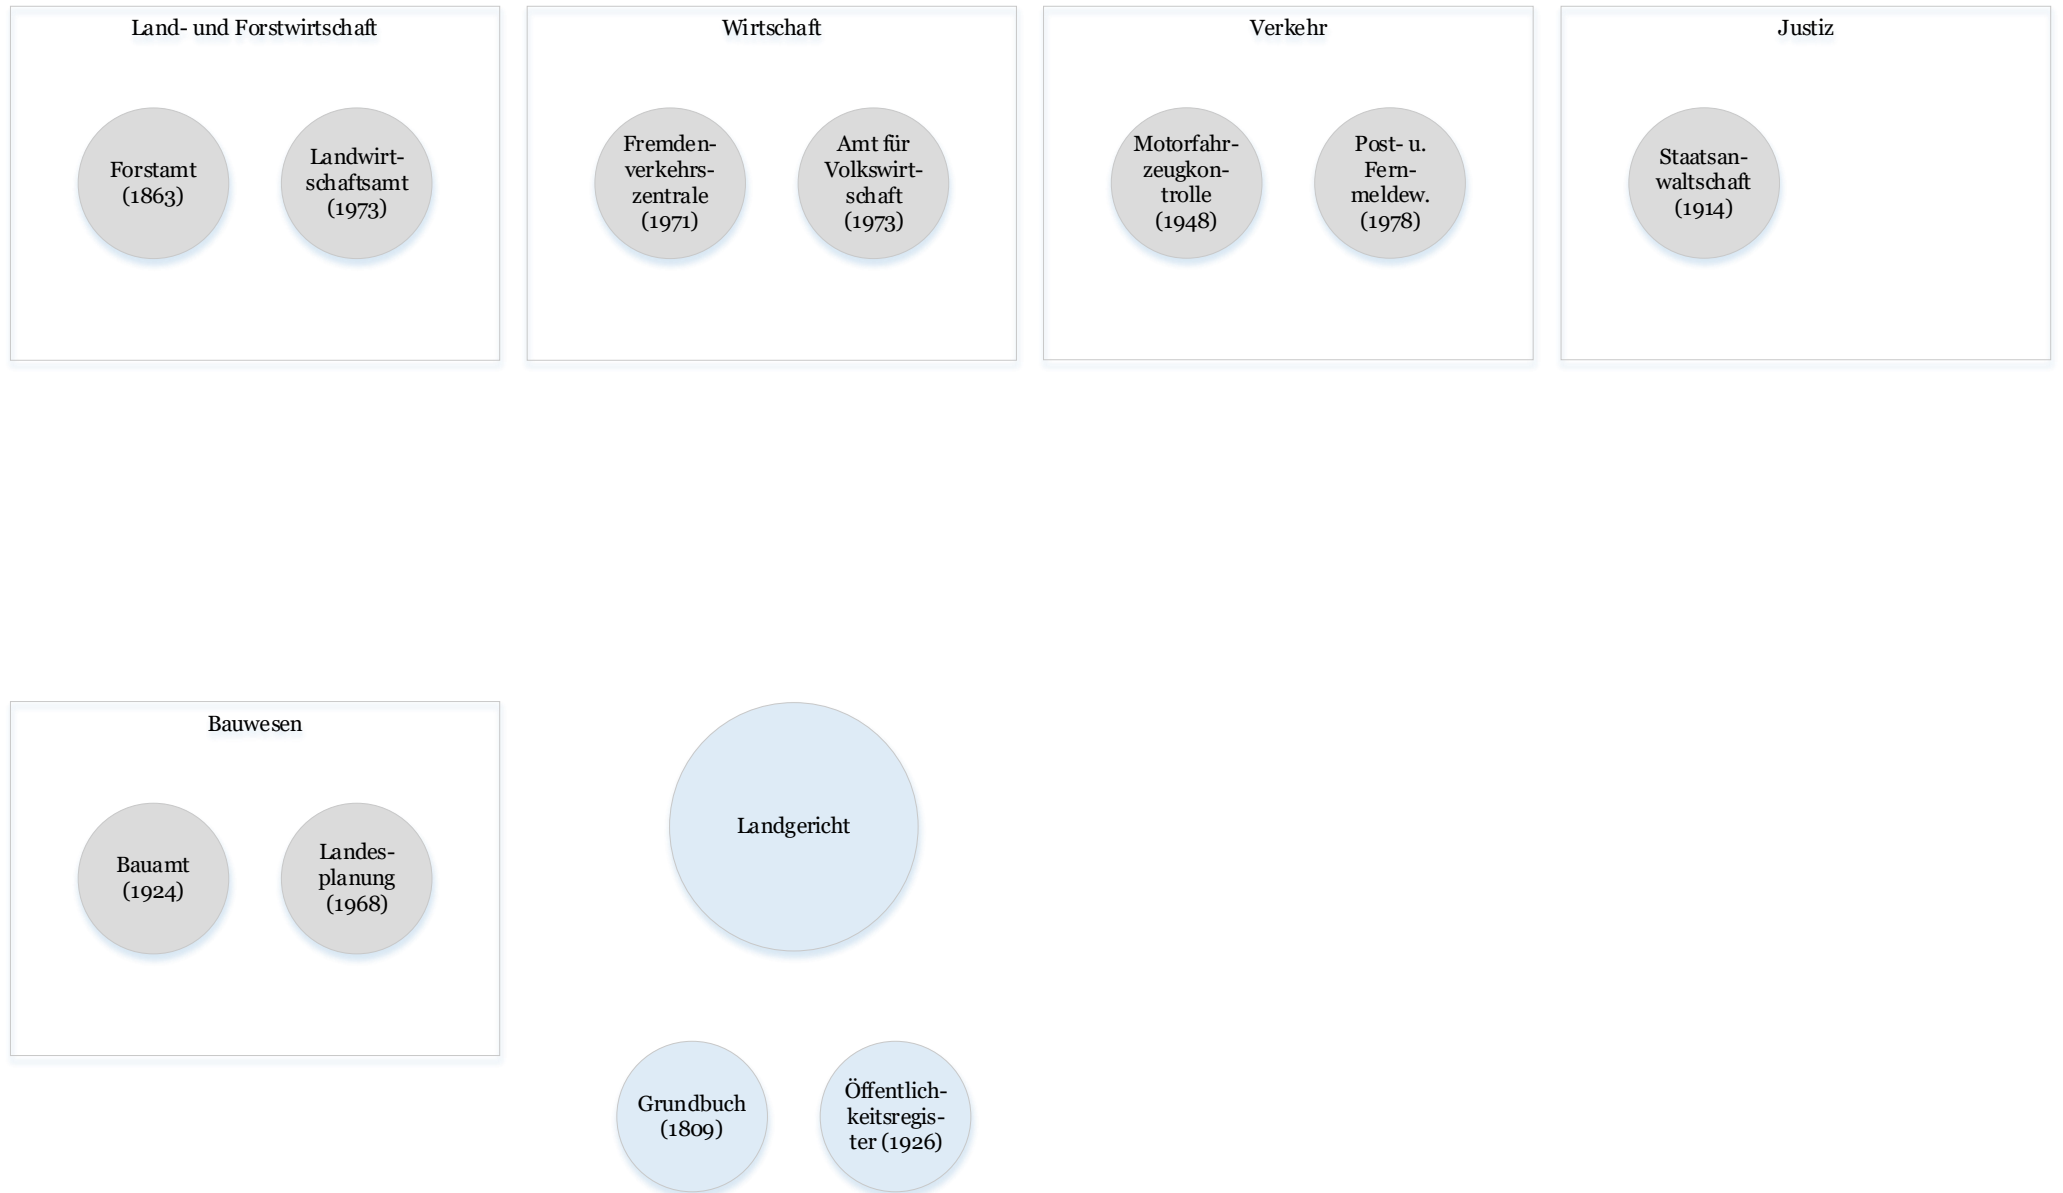 Land- und Forstwirtschaft
Forstamt
(1863)
Landwirt-
schaftsamt
(1973)
Wirtschaft
Fremden-
verkehrs-
zentrale
(1971)
Amt für
Volkswirt-
schaft
(1973)
Verkehr
Motorfahr-
zeugkon-
trolle
(1948)
Post- u.
Fern-
meldew.
(1978)
Justiz
Staatsan-
waltschaft
(1914)
Bauwesen
Bauamt
(1924)
Landes-
planung
(1968)
Landgericht
Grundbuch
(1809)
Öffentlich-
keitsregis-
ter (1926)